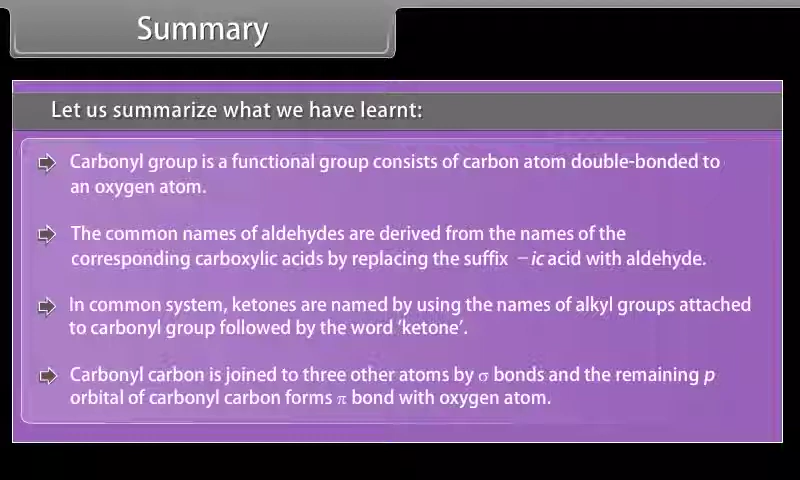 Summary
Let us summarize what we have learnt:
Carbonyl group is a functional group consists of carbon atom double-bonded to
an oxygen atom.
The common names of aldehydes are derived from the names of the
corresponding carboxylic acids by replacing the suffix –ic acid with aldehyde.
In common system, ketones are named by using the names of alkyl groups attached
to carbonyl group followed by the word ‘ketone’.
Carbonyl carbon is joined to three other atoms by σ bonds and the remaining p
orbital of carbonyl carbon forms π bond with oxygen atom.